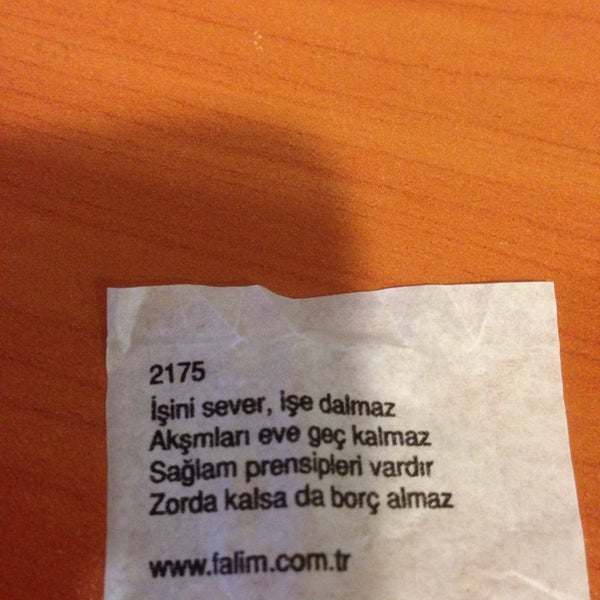 2175
İşini sever, işe dalmaz
Akşmları eve geç kalmaz
Sağlam prensipleri vardır
Zorda kalsa da borç almaz
www.falim.com.tr